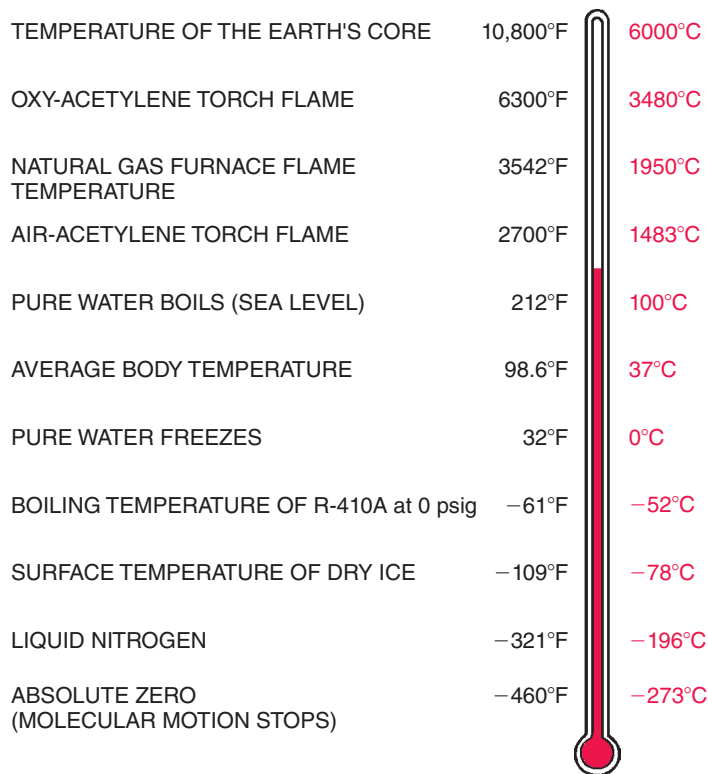 TEMPERATURE OF THE EARTH'S CORE 10,800°F 6000°C
OXY-ACETYLENE TORCH FLAME 6300°F 3480°C
NATURAL GAS FURNACE FLAME 3542°F 1950°C
TEMPERATURE
AIR-ACETYLENE TORCH FLAME 2700°F 1483°C
PURE WATER BOILS (SEA LEVEL) 212°F 100°C
AVERAGE BODY TEMPERATURE 98.6°F 37°C
PURE WATER FREEZES 32°F 0°C
BOILING TEMPERATURE OF R-410A at 0 psig −61°F −52°C
SURFACE TEMPERATURE OF DRY ICE −109°F −78°C
LIQUID NITROGEN −321°F −196°C
ABSOLUTE ZERO −460°F −273°C
(MOLECULAR MOTION STOPS)